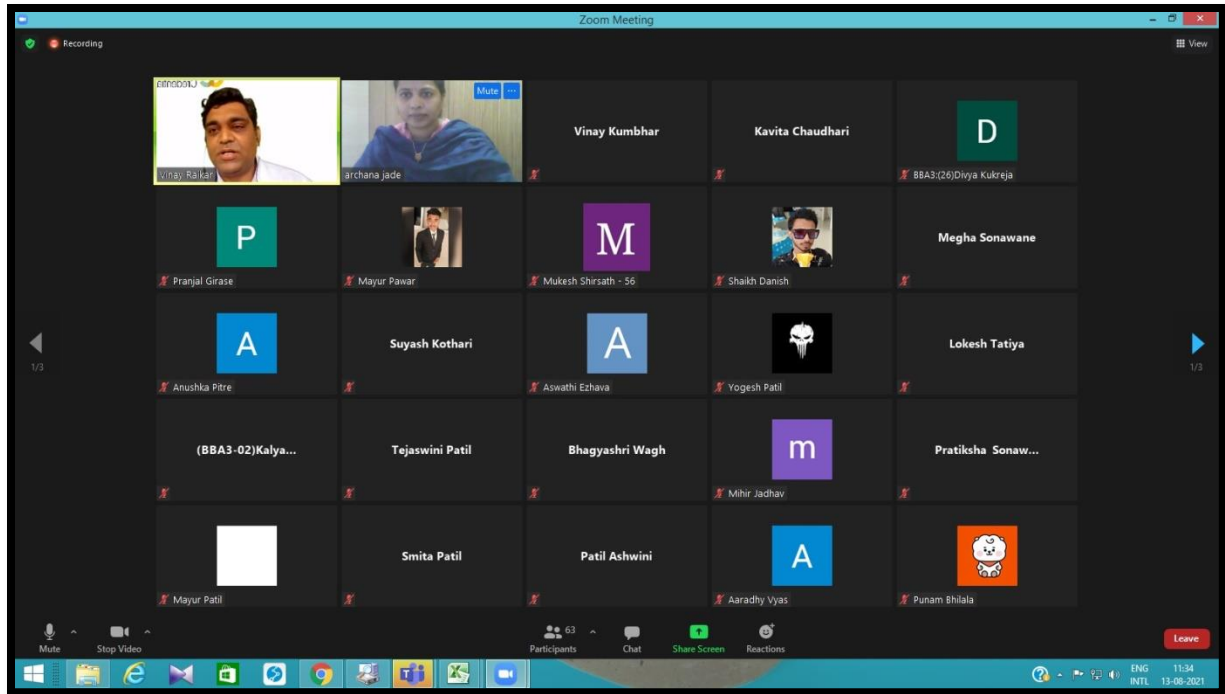 Zoom Meeting
Recording
View
vinay Raikar
Mute
archana jade
Vinay Kumbhar
Kavita Chaudhari
D
BBA3:(26)Divya Kukreja
P
Pranjal Girase
Mayur Pawar
M
Mukesh Shirsath - 56
Shaikh Danish
Megha Sonawane
A
Anushka Pitre
Suyash Kothari
A
Aswathi Ezhava
Yogesh Patil
Lokesh Tatiya
1/3
1/3
(BBA3-02)Kalya...
Tejaswini Patil
Bhagyashri Wagh
m
Mihir Jadhav
Pratiksha Sonaw...
Mayur Patil
Smita Patil
Patil Ashwini
A
Aaradhy Vyas
Punam Bhilala
Mute
Stop Video
63
Participants
Chat
Share Screen
Reactions
Leave
ENG
INTL
11:34
13-08-2021